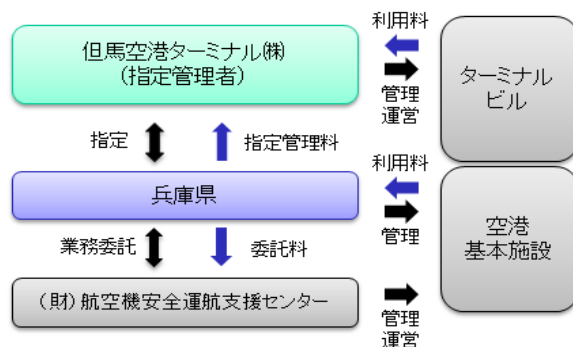 但馬空港ターミナル㈱
(指定管理者)
利用料
管理
運営
ターミナル
ビル
指定
指定管理料
兵庫県
利用料
管理
空港
基本施設
業務委託
委託料
（財）航空機安全運航支援センター
管理
運営